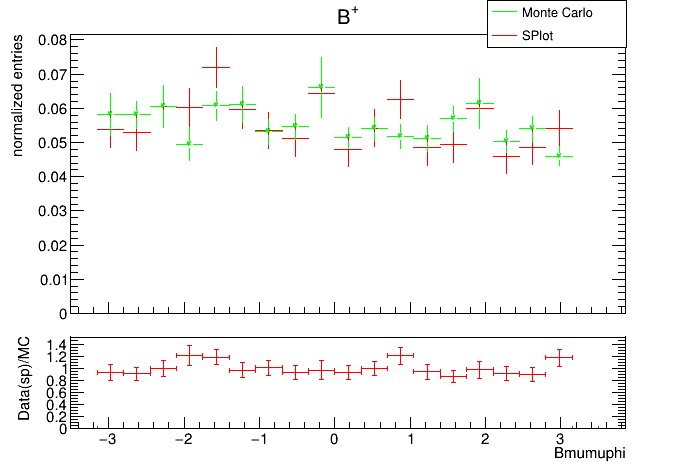 B+
Monte Carlo
SPlot
normalized entries
0.08
0.07
0.06
0.05
0.04
0.03
0.02
0.01
0
Data(sp)/MC
1.4
1.2
1
0.8
0.6
0.4
0.2
0
−3 −2 −1 0 1 2 3
Bmumuphi